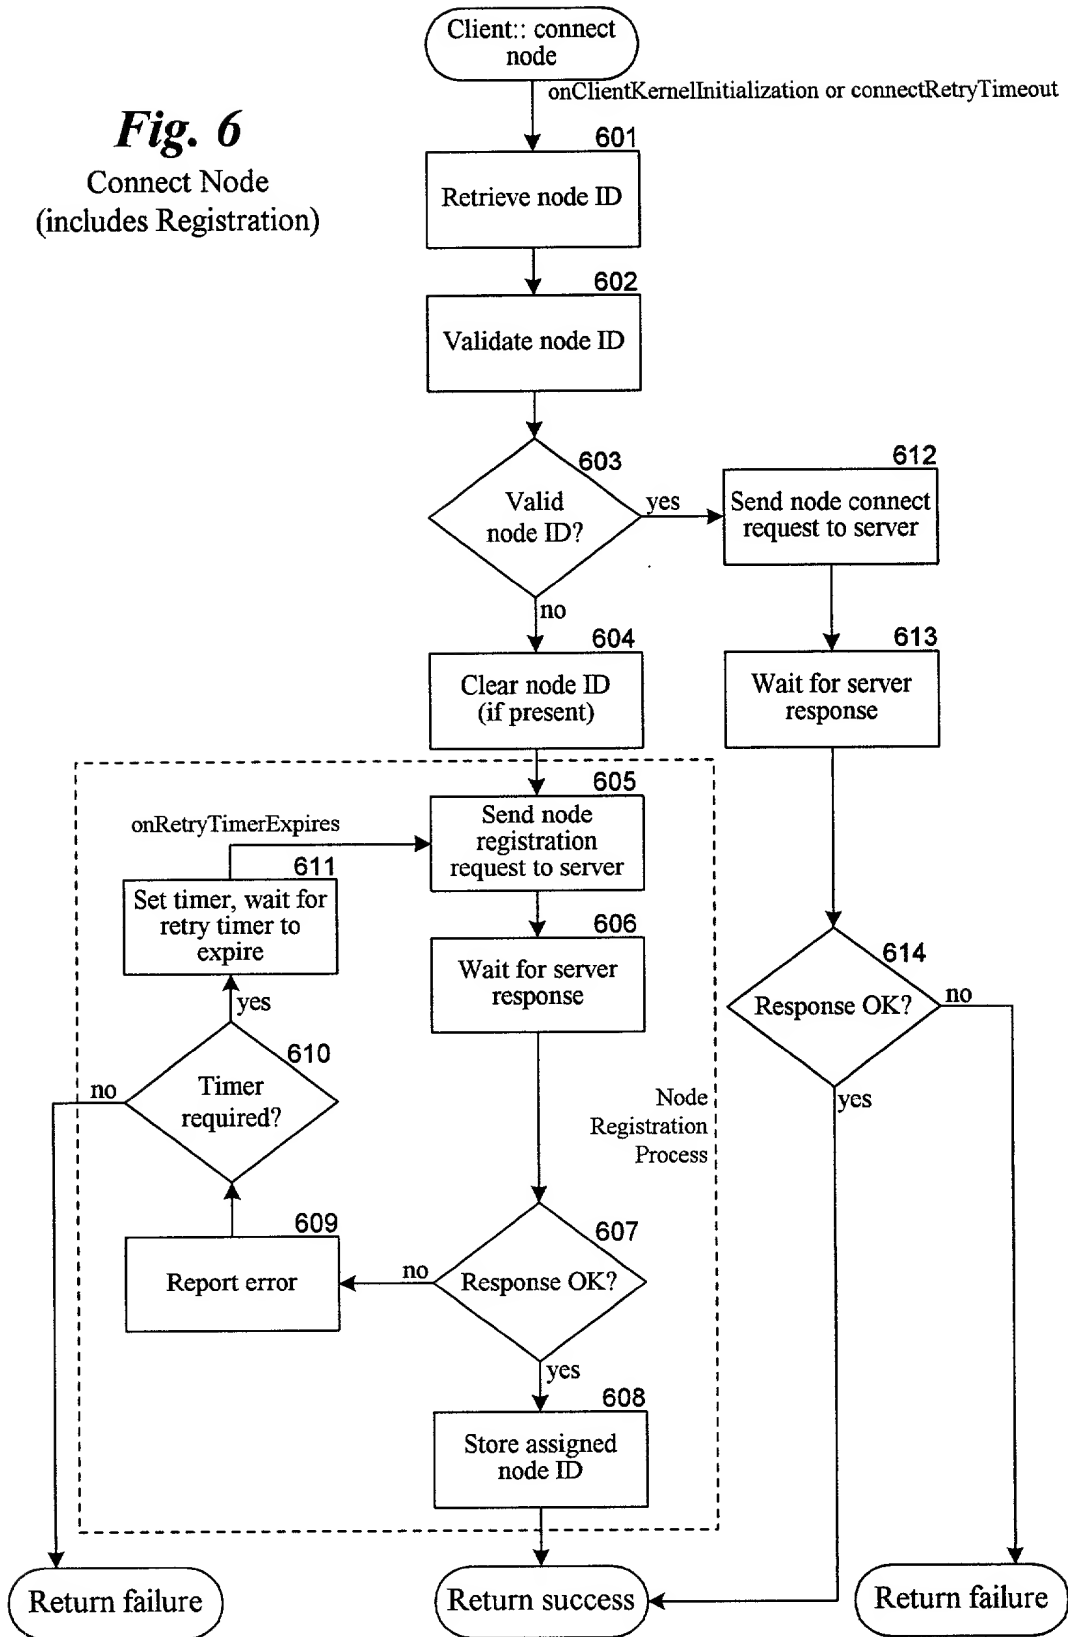 Client:: connect
node
onClientKernelInitialization or connectRetryTimeout
Fig. 6
Connect Node
(includes Registration)
601
Retrieve node ID
602
Validate node ID
603
Valid
node ID?
yes
no
612
Send node connect
request to server
604
Clear node ID
(if present)
613
Wait for server
response
605
Send node
registration
request to server
onRetryTimerExpires
611
Set timer, wait for
retry timer to
expire
606
Wait for server
response
614
Response OK?
no
yes
yes
610
Timer
required?
no
Node
Registration
Process
609
Report error
607
Response OK?
no
yes
608
Store assigned
node ID
Return failure
Return success
Return failure